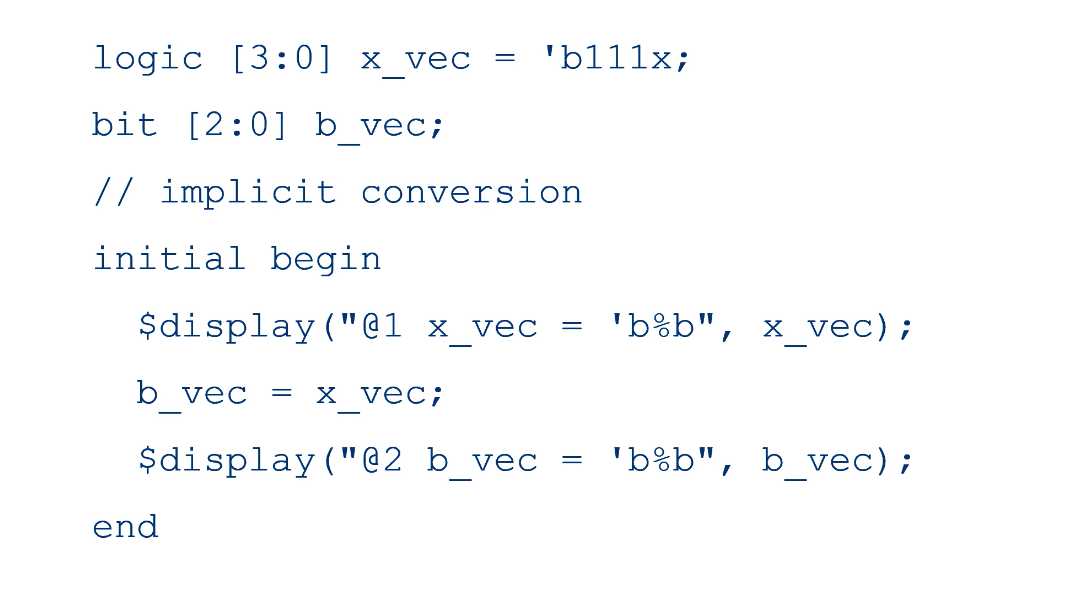 logic [3:0] x_vec = 'b111x;
bit [2:0] b_vec;
// implicit conversion
initial begin
  $display("@1 x_vec = 'b%b", x_vec);
  b_vec = x_vec;
  $display("@2 b_vec = 'b%b", b_vec);
end